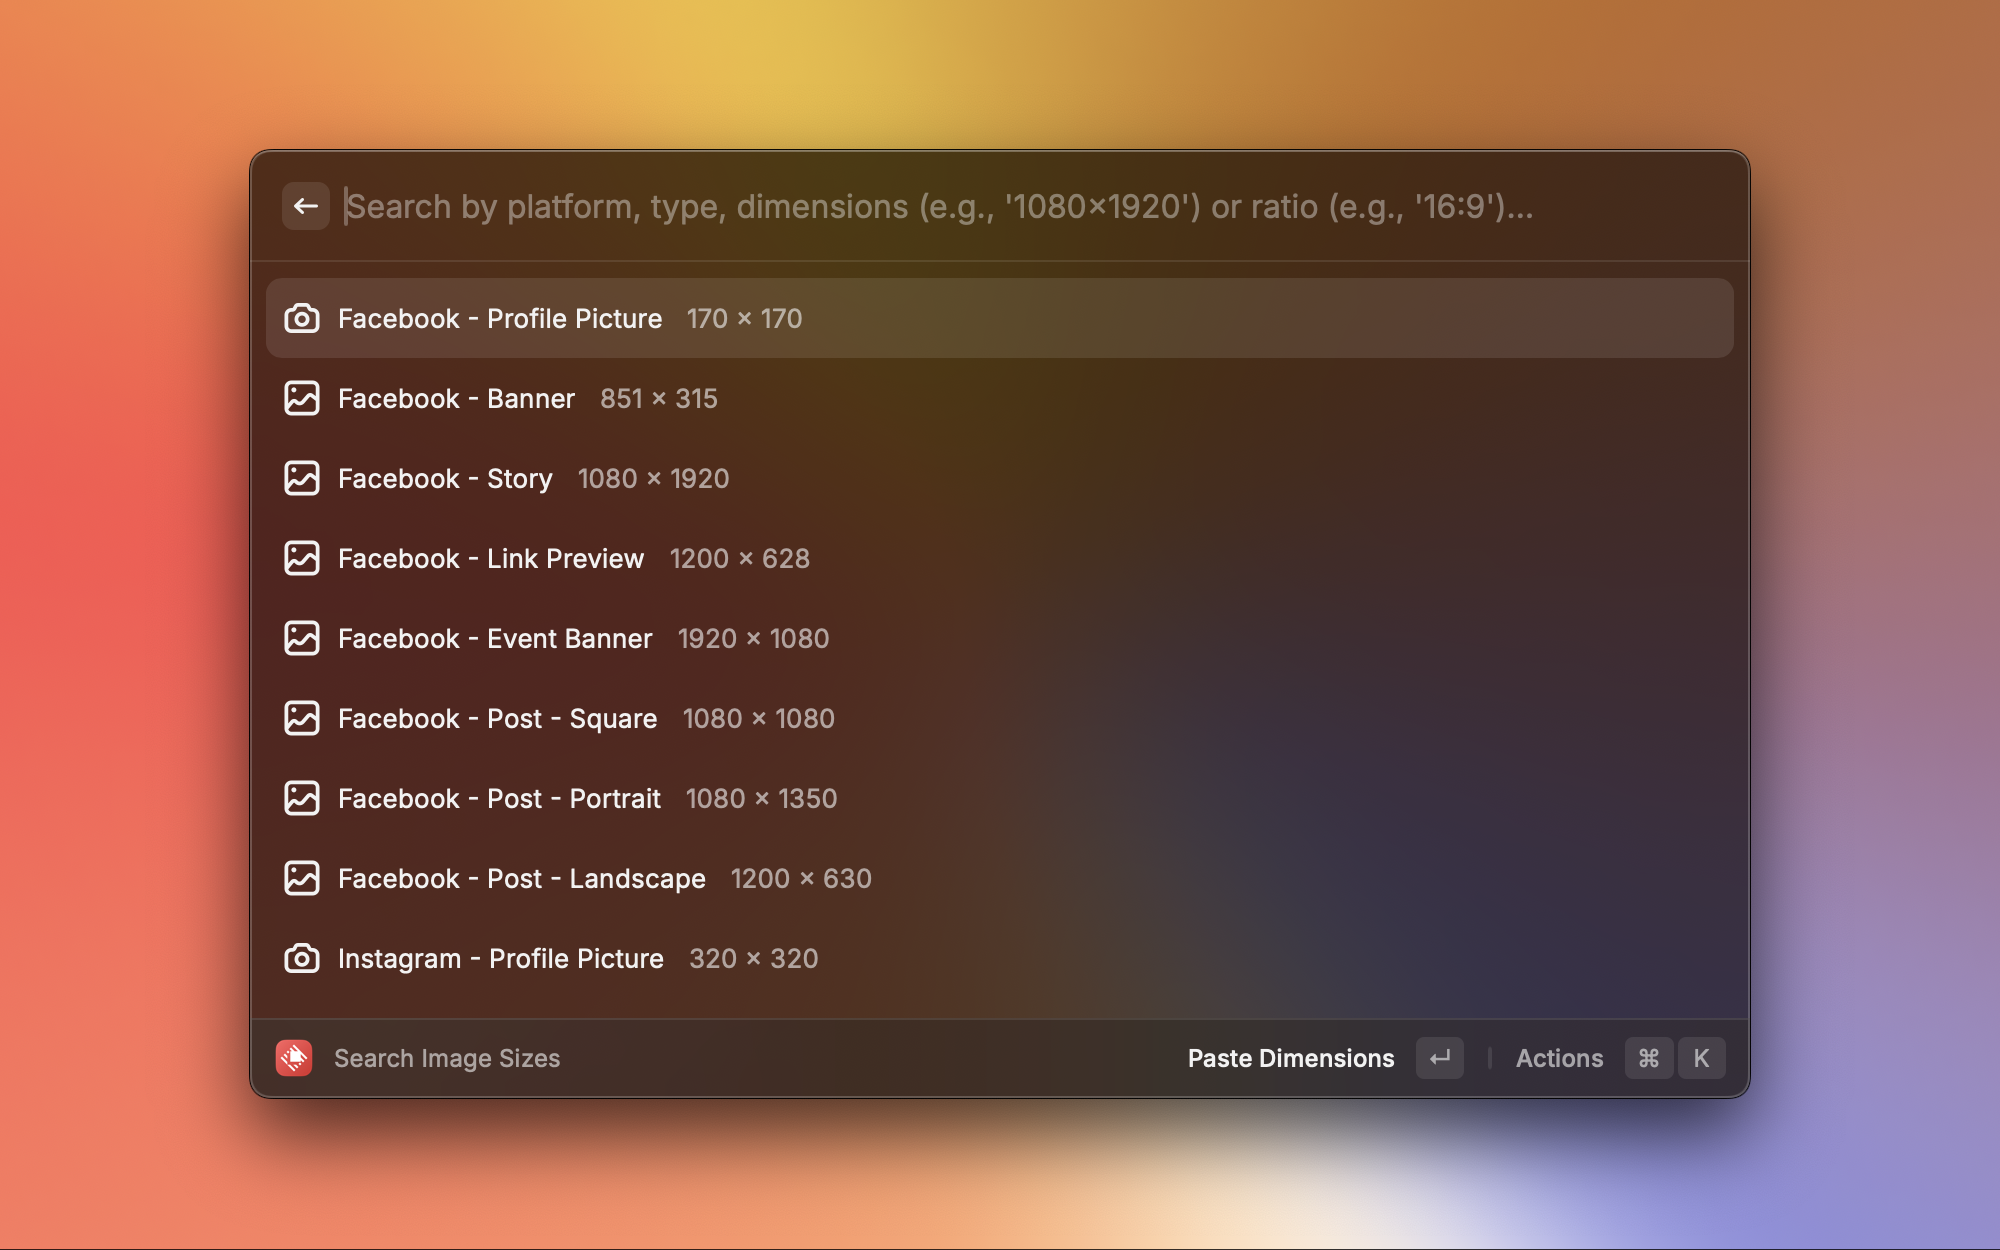 Search by platform, type, dimensions (e.g., '1080×1920') or ratio (e.g., '16:9')...
Facebook - Profile Picture 170 × 170
Facebook - Banner 851 × 315
Facebook - Story 1080 × 1920
Facebook - Link Preview 1200 × 628
Facebook - Event Banner 1920 × 1080
Facebook - Post - Square 1080 × 1080
Facebook - Post - Portrait 1080 × 1350
Facebook - Post - Landscape 1200 × 630
Instagram - Profile Picture 320 × 320
Search Image Sizes Paste Dimensions ↵ Actions ⌘ K